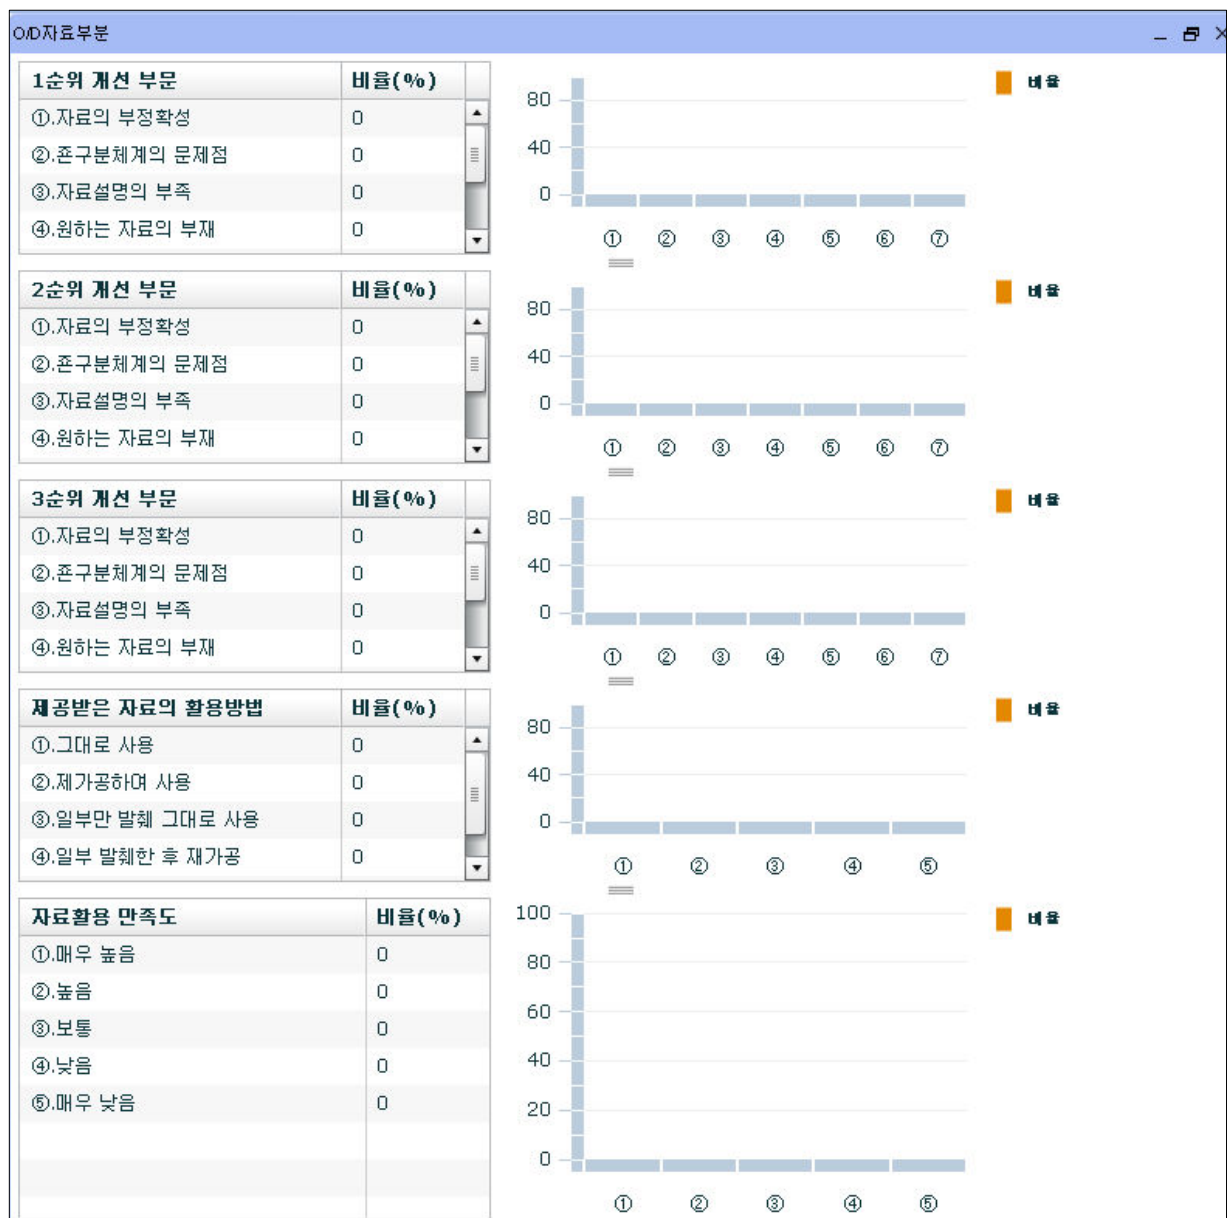 O/D자료부분
1순위 개선 부문 비율(%)
①.자료의 부정확성 0
②.죤구분체계의 문제점 0
③.자료설명의 부족 0
④.원하는 자료의 부재 0
80
40
0
① ② ③ ④ ⑤ ⑥ ⑦
비율
2순위 개선 부문 비율(%)
①.자료의 부정확성 0
②.죤구분체계의 문제점 0
③.자료설명의 부족 0
④.원하는 자료의 부재 0
80
40
0
① ② ③ ④ ⑤ ⑥ ⑦
비율
3순위 개선 부문 비율(%)
①.자료의 부정확성 0
②.죤구분체계의 문제점 0
③.자료설명의 부족 0
④.원하는 자료의 부재 0
80
40
0
① ② ③ ④ ⑤ ⑥ ⑦
비율
제공받은 자료의 활용방법 비율(%)
①.그대로 사용 0
②.제가공하여 사용 0
③.일부만 발췌 그대로 사용 0
④.일부 발췌한 후 재가공 0
80
40
0
① ② ③ ④ ⑤
비율
자료활용 만족도 비율(%)
①.매우 높음 0
②.높음 0
③.보통 0
④.낮음 0
⑤.매우 낮음 0
100
80
60
40
20
0
① ② ③ ④ ⑤
비율